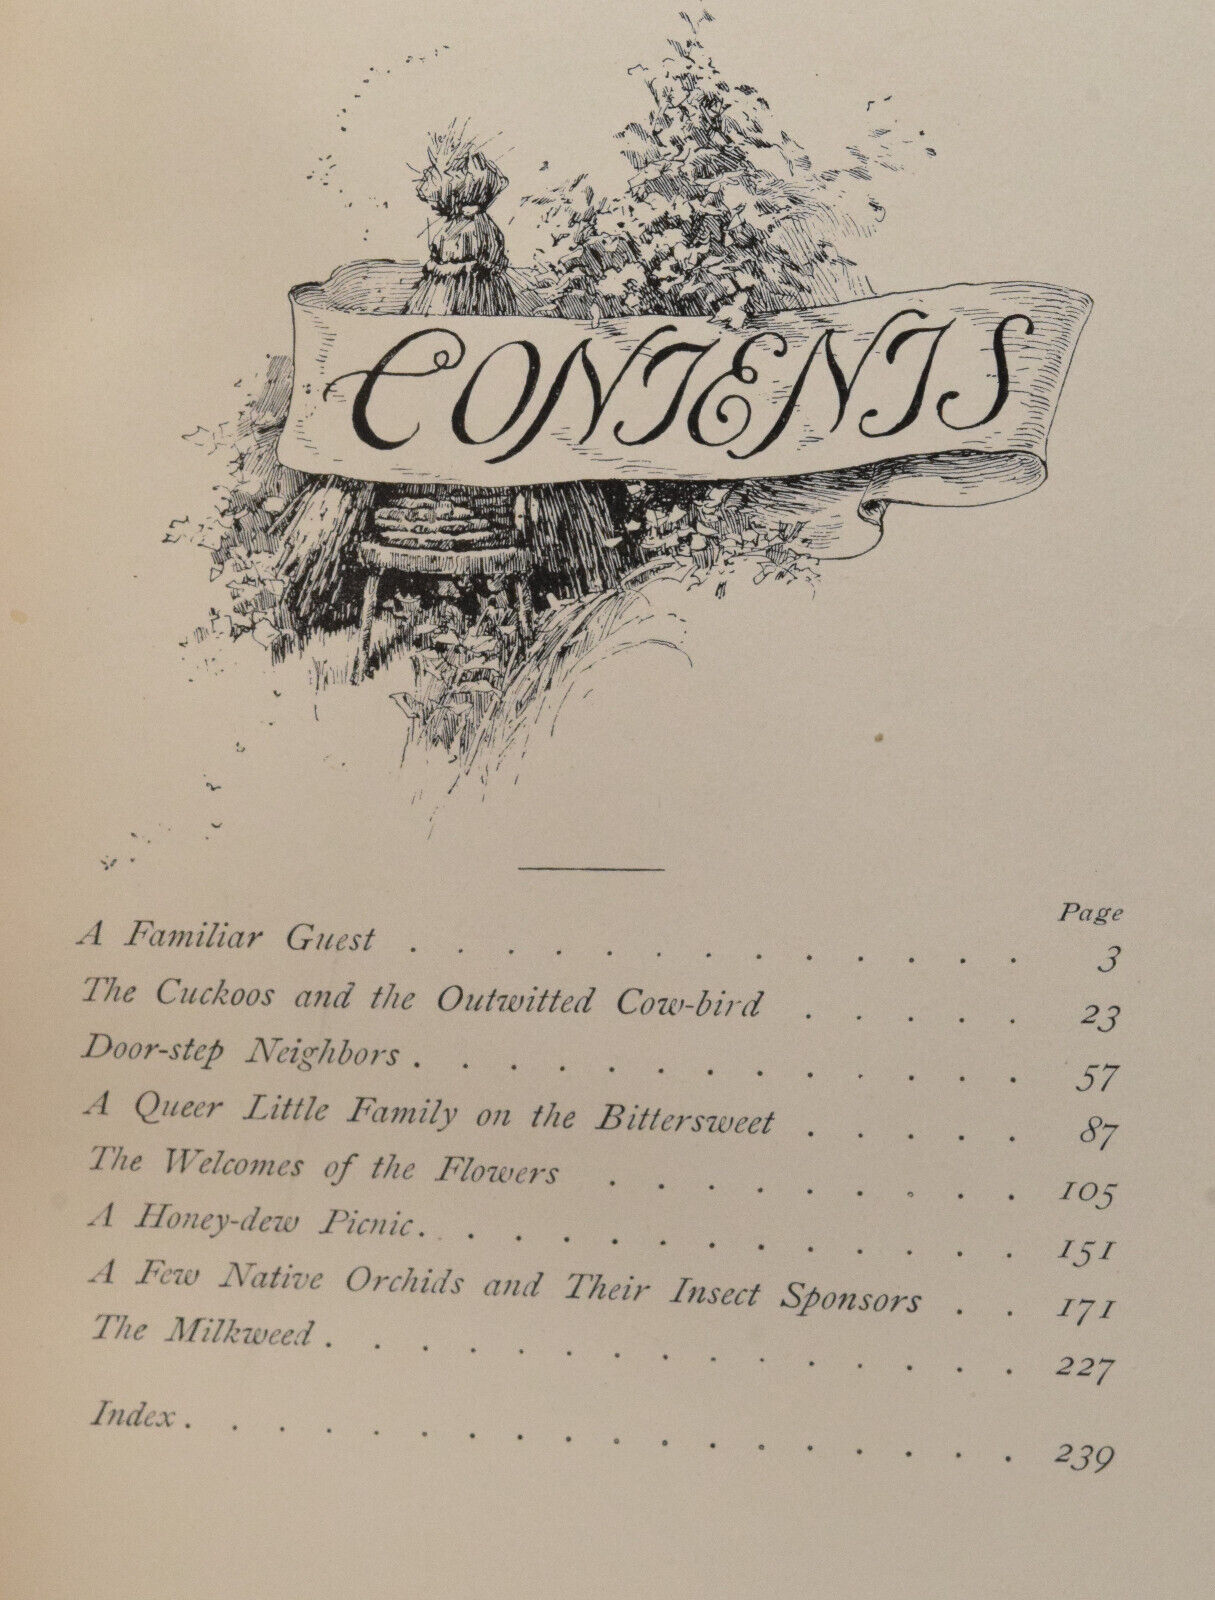 CONTENTS
Page
A Familiar Guest . . . . . . . . . . . . . 3
The Cuckoos and the Outwitted Cow-bird . . . . . 23
Door-step Neighbors . . . . . . . . . . . . . 57
A Queer Little Family on the Bittersweet . . . . . 87
The Welcomes of the Flowers . . . . . . . . . 105
A Honey-dew Picnic . . . . . . . . . . . . . 151
A Few Native Orchids and Their Insect Sponsors . . 171
The Milkweed . . . . . . . . . . . . . . . 227
Index . . . . . . . . . . . . . . . . . . 239